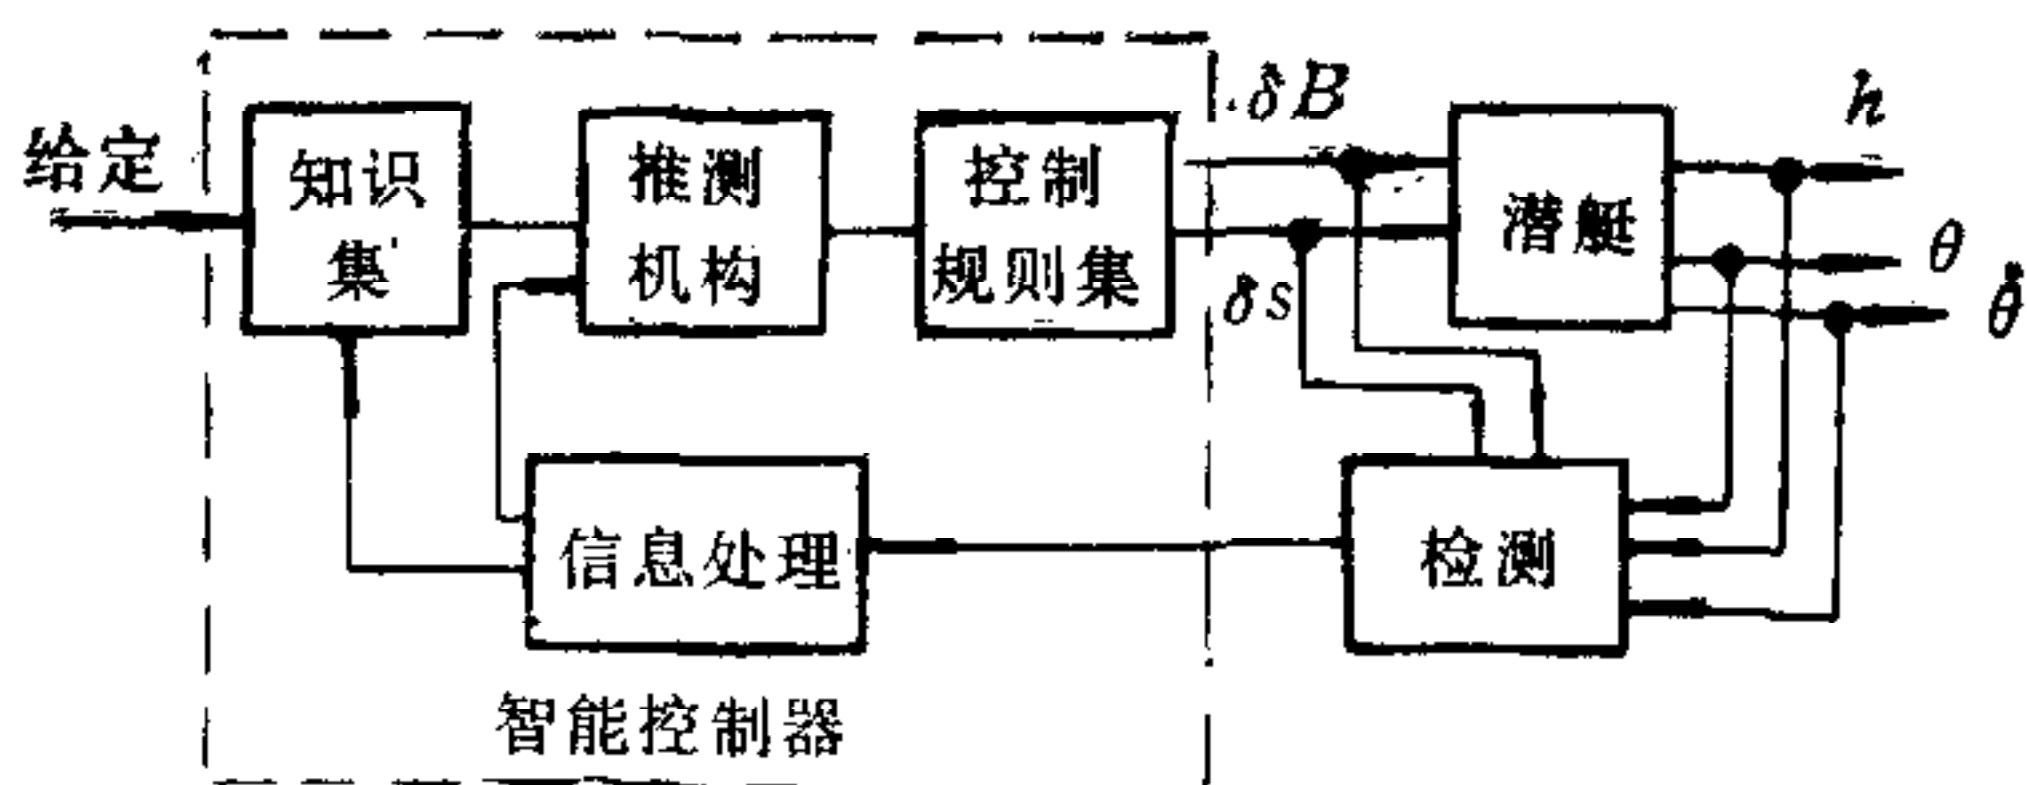 给定
知识
集
推测
机构
控制
规则集
δB
δs
潜艇
h
θ
θ̇
信息处理
检测
智能控制器